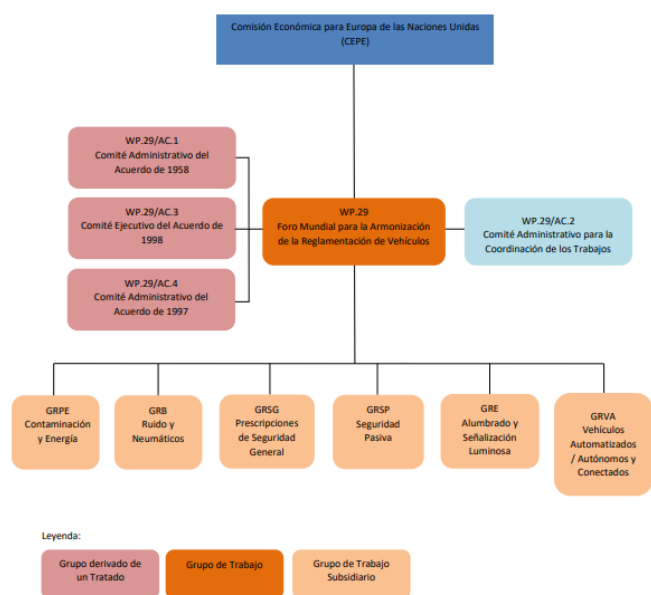 Comisión Económica para Europa de las Naciones Unidas
(CEPE)
WP.29/AC.1
Comité Administrativo del
Acuerdo de 1958
WP.29/AC.3
Comité Ejecutivo del Acuerdo de
1998
WP.29/AC.4
Comité Administrativo del
Acuerdo de 1997
WP.29
Foro Mundial para la Armonización
de la Reglamentación de Vehículos
WP.29/AC.2
Comité Administrativo para la
Coordinación de los Trabajos
GRPE
Contaminación
y Energía
GRB
Ruido y
Neumáticos
GRSG
Prescripciones
de Seguridad
General
GRSP
Seguridad
Pasiva
GRE
Alumbrado y
Señalización
Luminosa
GRVA
Vehículos
Automatizados
/ Autónomos y
Conectados
Leyenda:
Grupo derivado de
un Tratado
Grupo de Trabajo
Grupo de Trabajo
Subsidiario